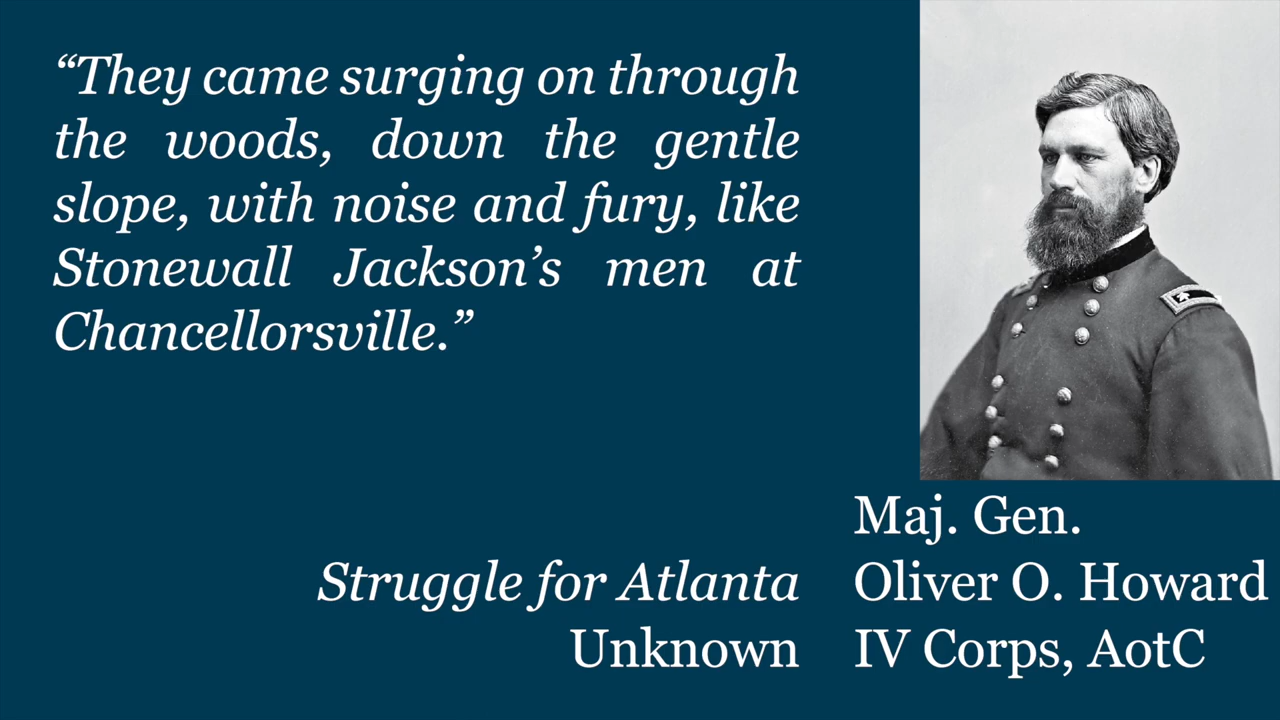 “They came surging on through
the woods, down the gentle
slope, with noise and fury, like
Stonewall Jackson’s men at
Chancellorsville.”
Struggle for Atlanta
Unknown
Maj. Gen.
Oliver O. Howard
IV Corps, AotC